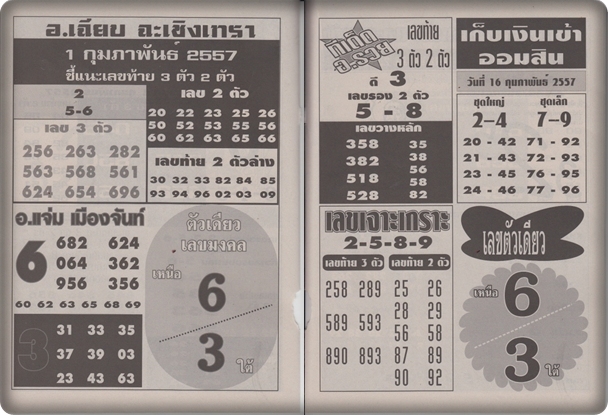 อ.เฉียบ ฉะเชิงเทรา
1 กุมภาพันธ์ 2557
ชี้แนะเลขท้าย 3 ตัว 2 ตัว
2
5-6
เลข 3 ตัว
256 263 282
563 568 561
624 654 696
เลข 2 ตัว
20 22 23 25 26
50 52 53 55 56
60 62 63 65 66
เลขท้าย 2 ตัวล่าง
30 32 33 82 84 85
93 94 96 02 03 09
อ.แจ่ม เมืองจันท์
6
682 624
064 362
956 356
60 62 63 65 68 69
3
31 33 35
37 39 03
23 43 63
ตัวเดียว
เลขมงคล
เหนือ
6
3
ใต้
คิดเด็ด
อ.รวย
เลขท้าย
3 ตัว 2 ตัว
ดี 3
เลขรอง 2 ตัว
5 - 8
เลขวางหลัก
358 35
382 38
56
518 58
528 82
เก็บเงินเข้า
ออมสิน
วันที่ 16 กุมภาพันธ์ 2557
ชุดใหญ่ ชุดเล็ก
2-4 7-9
20 - 42 71 - 92
21 - 43 72 - 93
23 - 45 76 - 95
24 - 46 77 - 96
เลขเจาะเกราะ
2-5-8-9
เลขท้าย 3 ตัว เลขท้าย 2 ตัว
258 289 25 26
28 29
589 593 56 58
890 893 87 89
90 92
เลขตัวเดียว
เหนือ
6
3
ใต้